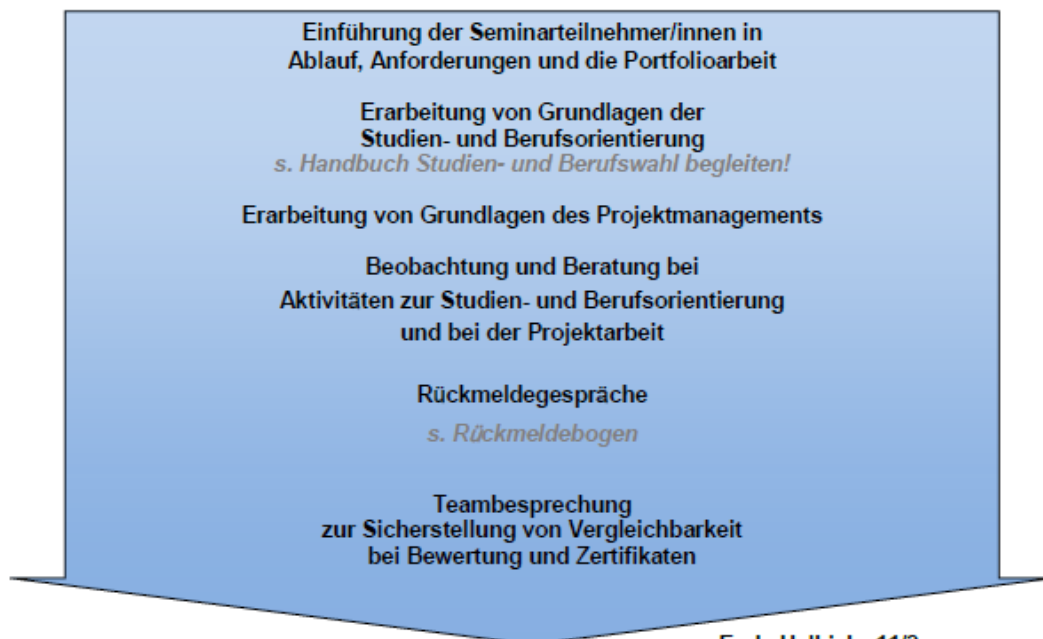 Einführung der Seminarteilnehmer/innen in
Ablauf, Anforderungen und die Portfolioarbeit
Erarbeitung von Grundlagen der
Studien- und Berufsorientierung
s. Handbuch Studien- und Berufswahl begleiten!
Erarbeitung von Grundlagen des Projektmanagements
Beobachtung und Beratung bei
Aktivitäten zur Studien- und Berufsorientierung
und bei der Projektarbeit
Rückmeldegespräche
s. Rückmeldebogen
Teambesprechung
zur Sicherstellung von Vergleichbarkeit
bei Bewertung und Zertifikaten